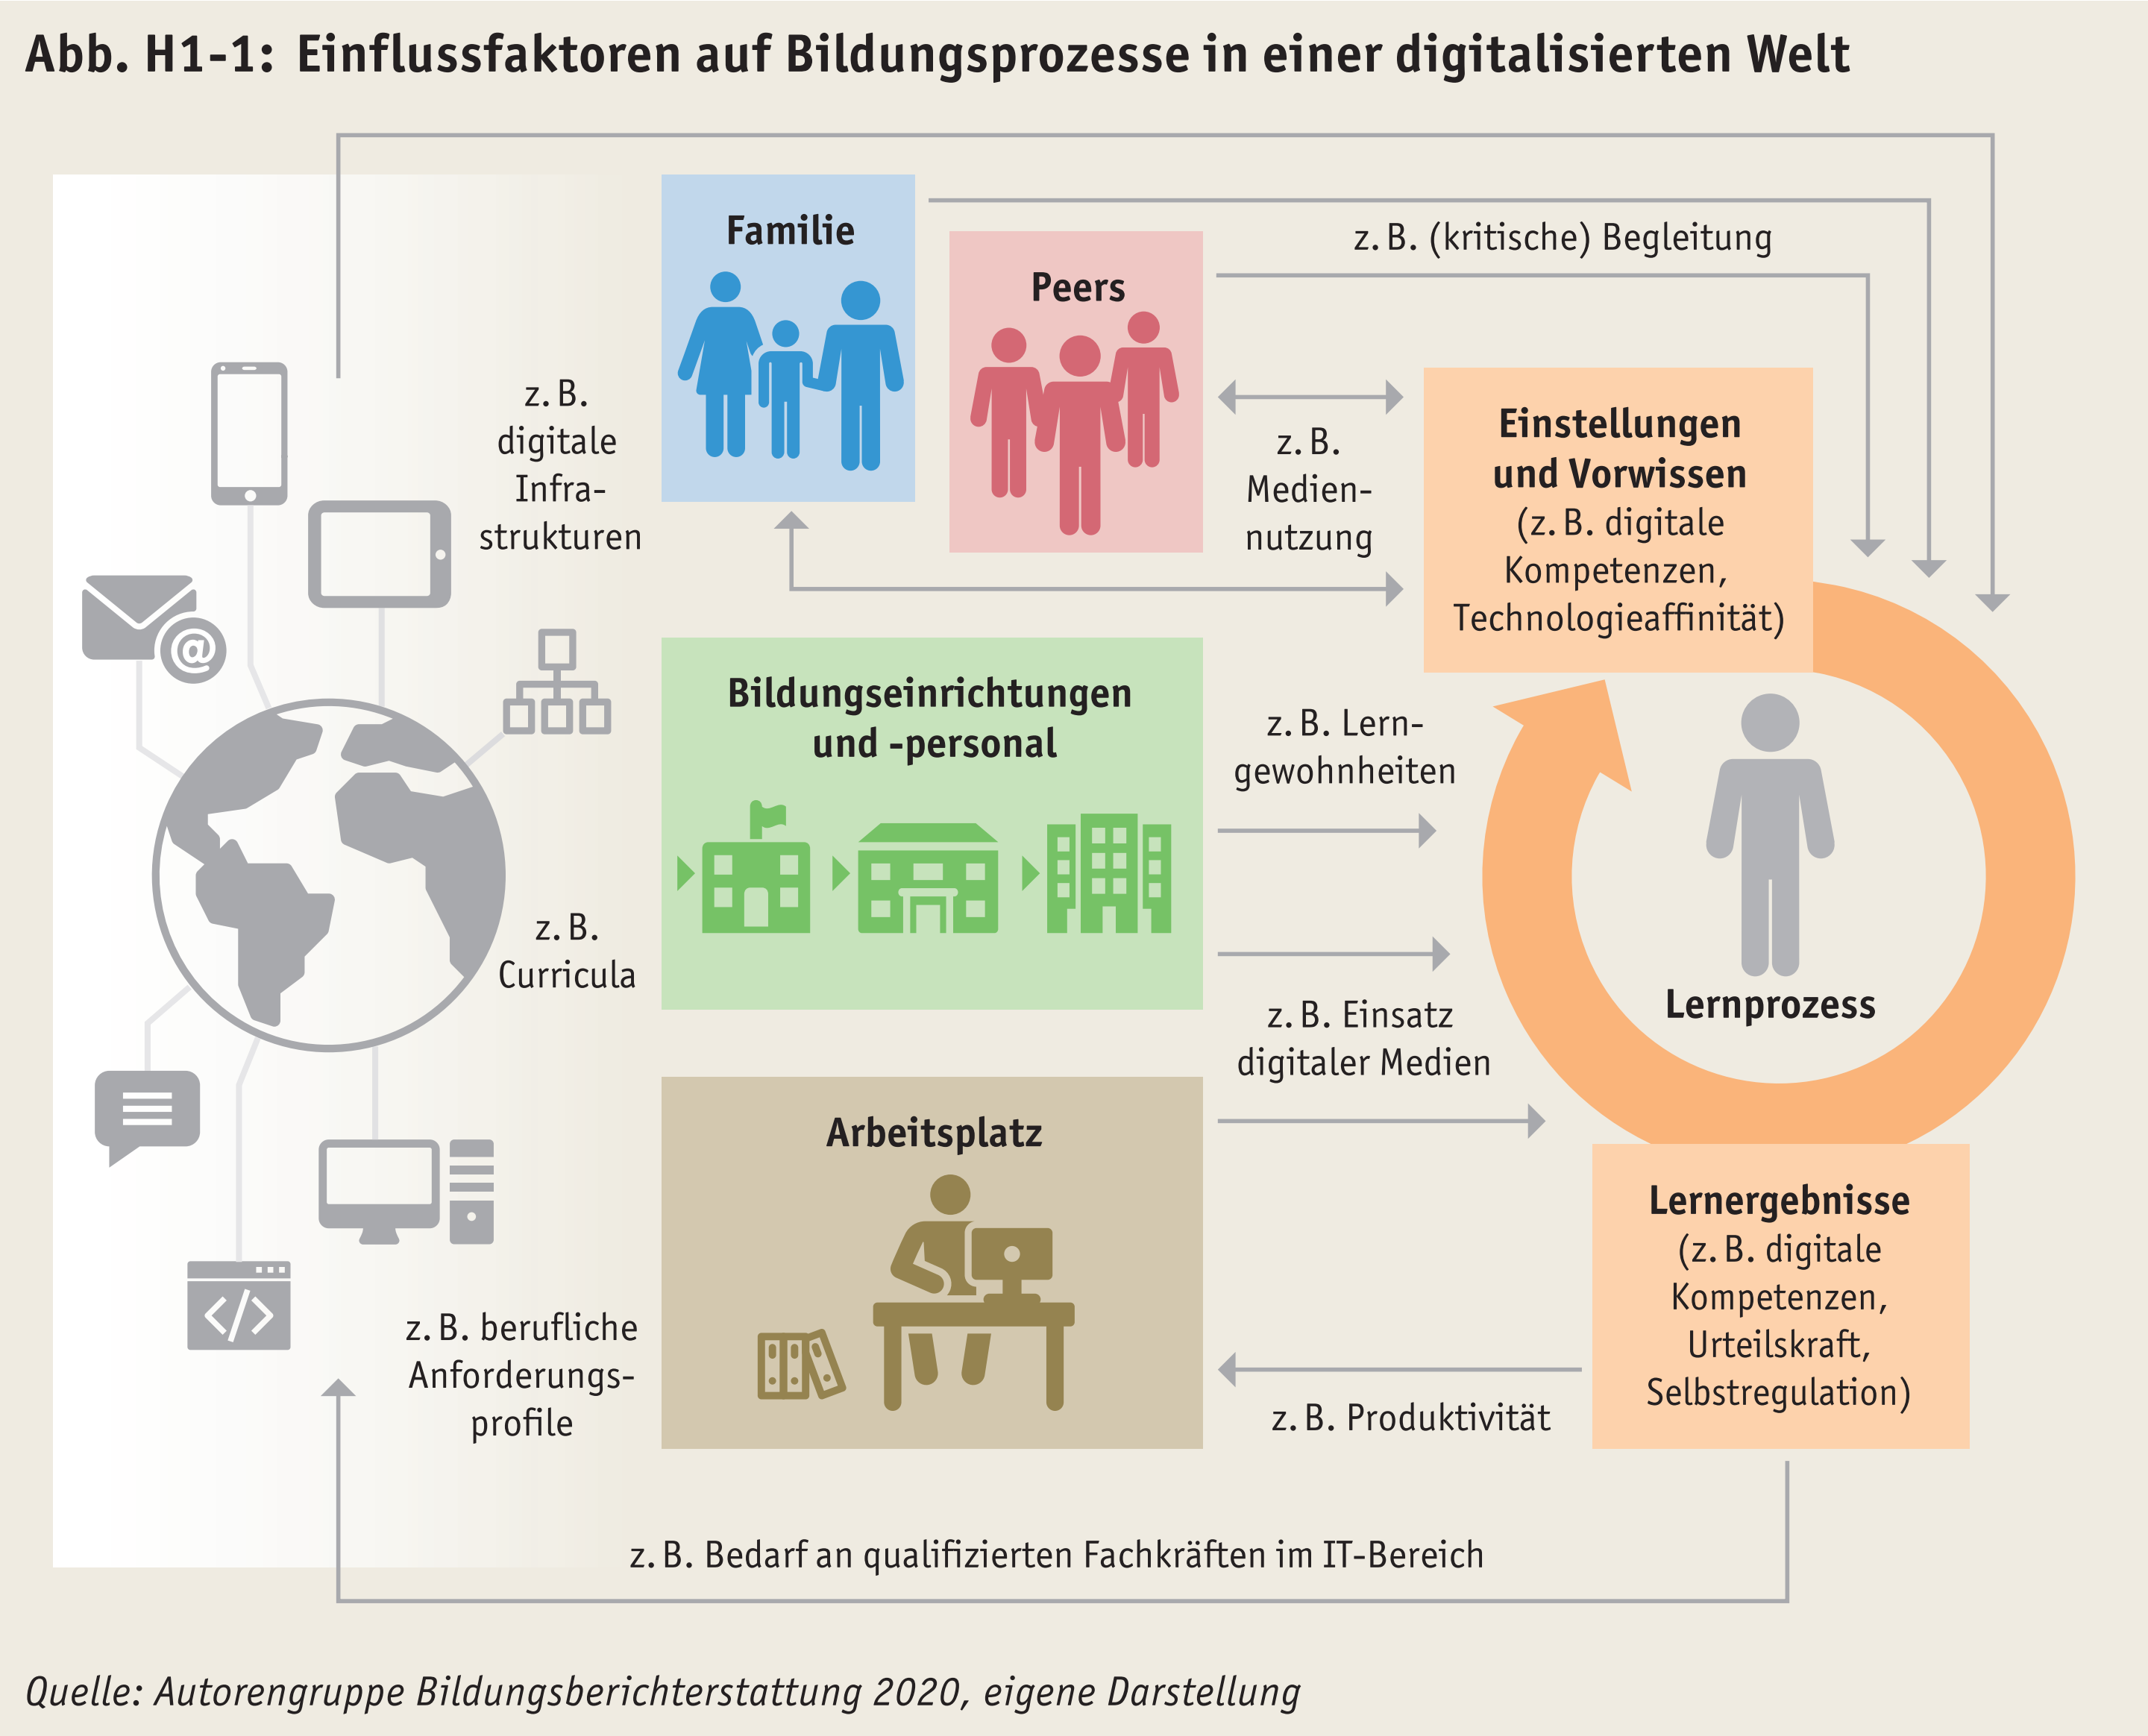 Abb. H1-1: Einflussfaktoren auf Bildungsprozesse in einer digitalisierten Welt
z. B.
digitale
Infra-
strukturen
Familie
Peers
z. B. (kritische) Begleitung
z. B.
Medien-
nutzung
Einstellungen
und Vorwissen
(z. B. digitale
Kompetenzen,
Technologieaffinität)
@
Bildungseinrichtungen
und -personal
z. B. Lern-
gewohnheiten
z. B.
Curricula
Lernprozess
z. B. Einsatz
digitaler Medien
Arbeitsplatz
</>
z. B. berufliche
Anforderungs-
profile
Lernergebnisse
(z. B. digitale
Kompetenzen,
Urteilskraft,
Selbstregulation)
z. B. Produktivität
z. B. Bedarf an qualifizierten Fachkräften im IT-Bereich
Quelle: Autorengruppe Bildungsberichterstattung 2020, eigene Darstellung